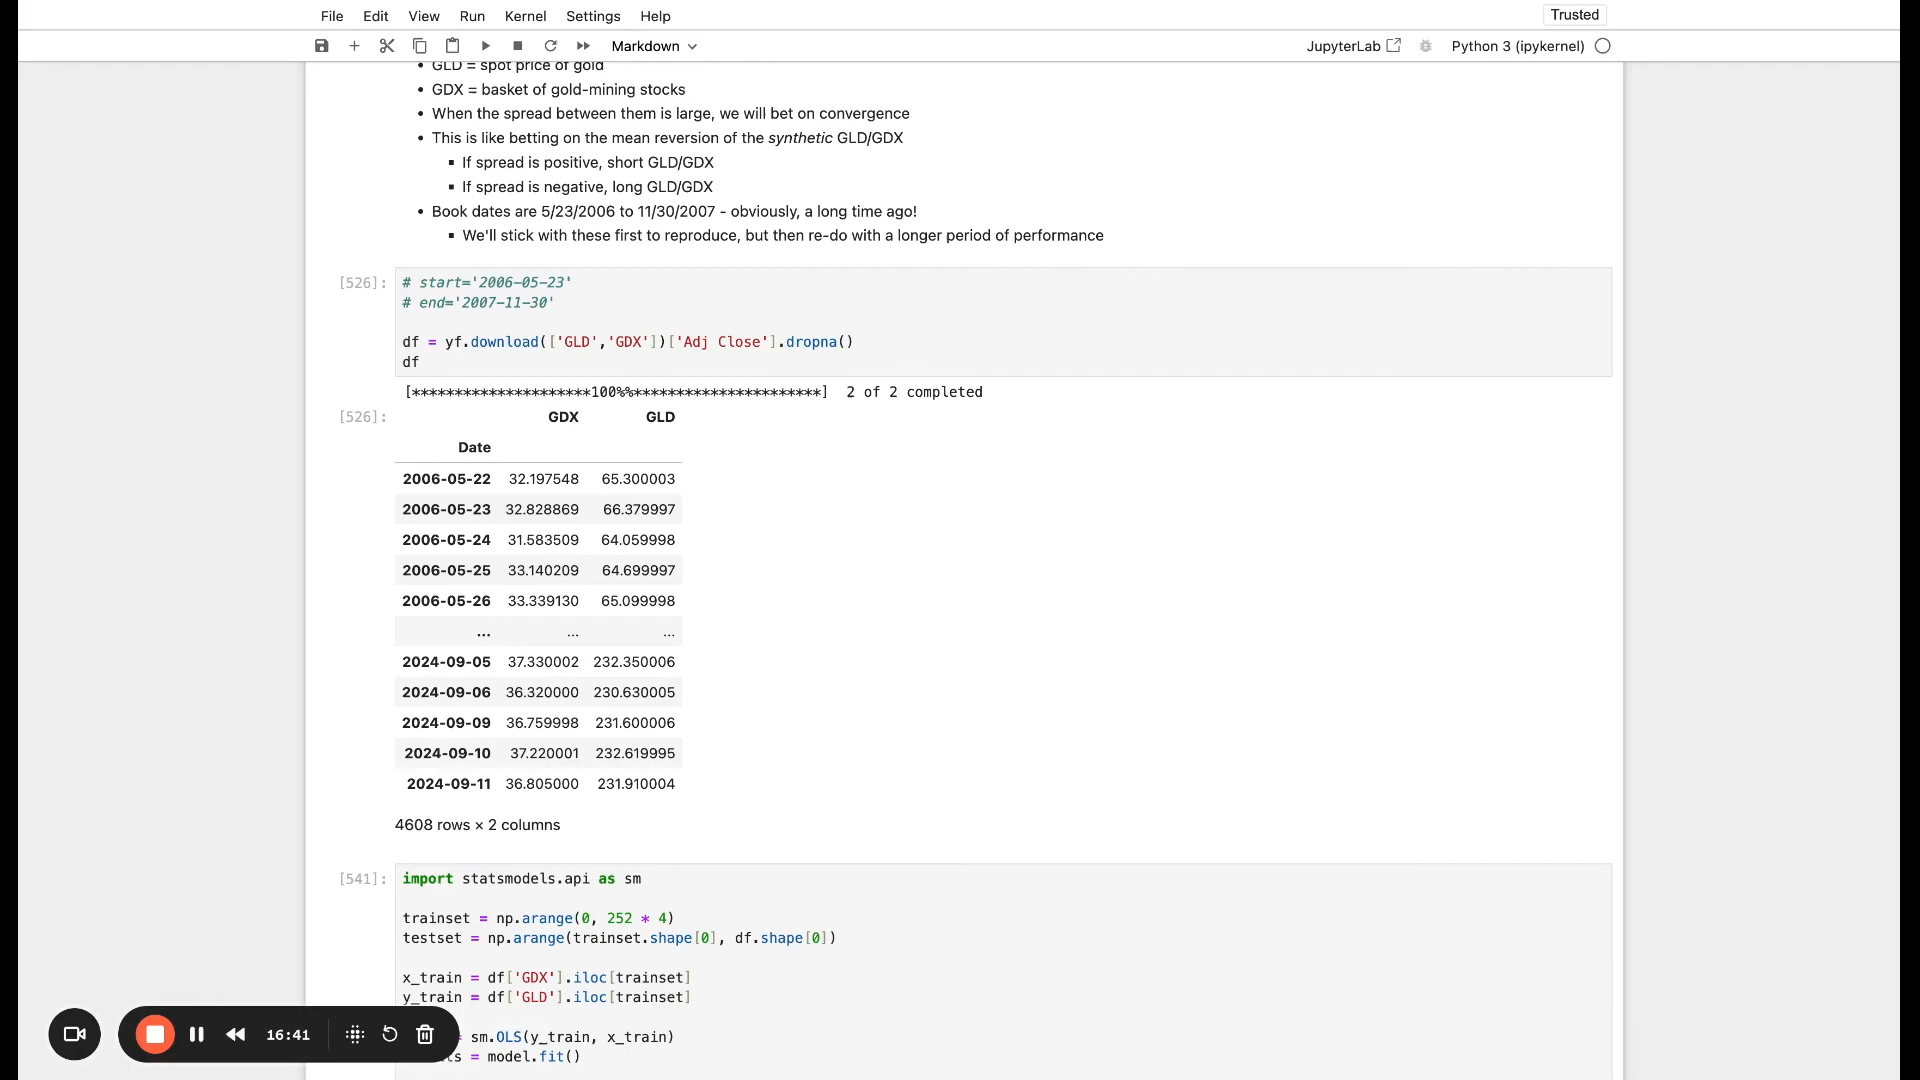 File Edit View Run Kernel Settings Help
Trusted
Markdown
JupyterLab
Python 3 (ipykernel)
• GLD = spot price of gold
• GDX = basket of gold-mining stocks
• When the spread between them is large, we will bet on convergence
• This is like betting on the mean reversion of the synthetic GLD/GDX
▪ If spread is positive, short GLD/GDX
▪ If spread is negative, long GLD/GDX
• Book dates are 5/23/2006 to 11/30/2007 - obviously, a long time ago!
▪ We'll stick with these first to reproduce, but then re-do with a longer period of performance
[526]:
# start='2006-05-23'
# end='2007-11-30'
df = yf.download(['GLD','GDX'])['Adj Close'].dropna()
df
[*********************100%%**********************] 2 of 2 completed
[526]:
GDX GLD
Date
2006-05-22 32.197548 65.300003
2006-05-23 32.828869 66.379997
2006-05-24 31.583509 64.059998
2006-05-25 33.140209 64.699997
2006-05-26 33.339130 65.099998
... ... ...
2024-09-05 37.330002 232.350006
2024-09-06 36.320000 230.630005
2024-09-09 36.759998 231.600006
2024-09-10 37.220001 232.619995
2024-09-11 36.805000 231.910004
4608 rows × 2 columns
[541]:
import statsmodels.api as sm
trainset = np.arange(0, 252 * 4)
testset = np.arange(trainset.shape[0], df.shape[0])
x_train = df['GDX'].iloc[trainset]
y_train = df['GLD'].iloc[trainset]
sm.OLS(y_train, x_train)
= model.fit()
16:41